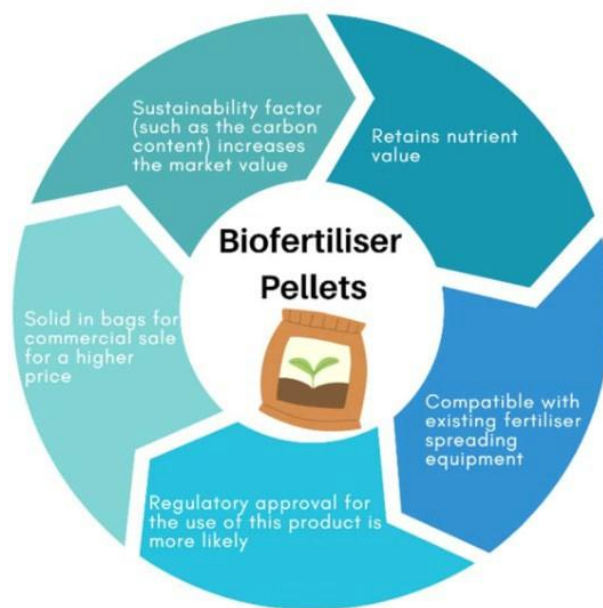 Biofertiliser
Pellets
Sustainability factor
(such as the carbon
content) increases
the market value
Retains nutrient
value
Compatible with
existing fertiliser
spreading
equipment
Regulatory approval for
the use of this product is
more likely
Solid in bags for
commercial sale
for a higher
price